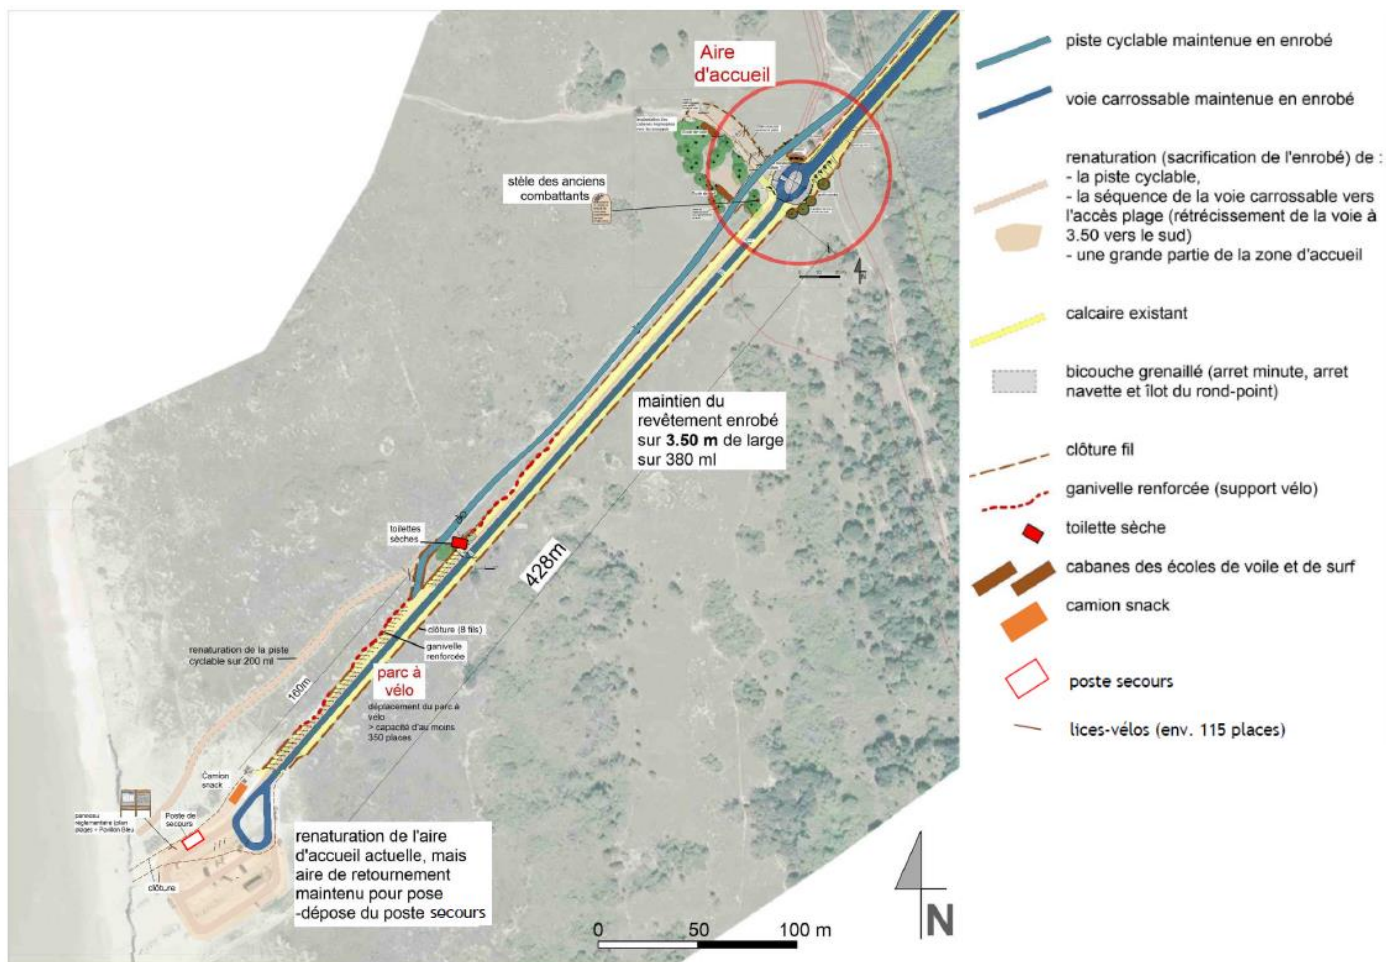 Aire
d'accueil
stèle des anciens
combattants
maintien du
revêtement enrobé
sur 3.50 m de large
sur 380 ml
toilettes
sèches
428m
clôture (8 fils)
ganivelle
renforcée
renaturation de la piste
cyclable sur 200 ml
160m
parc à
vélo
déplacement du parc à
vélo
> capacité d'au moins
350 places
Camion
snack
panneau
réglementaire (plan
plage) + Pavillon Bleu
Poste de
secours
clôture
renaturation de l'aire
d'accueil actuelle, mais
aire de retournement
maintenu pour pose
-dépose du poste secours
0 50 100 m
N
piste cyclable maintenue en enrobé
voie carrossable maintenue en enrobé
renaturation (sacrification de l'enrobé) de :
- la piste cyclable,
- la séquence de la voie carrossable vers
l'accès plage (rétrécissement de la voie à
3.50 vers le sud)
- une grande partie de la zone d'accueil
calcaire existant
bicouche grenaillé (arret minute, arret
navette et îlot du rond-point)
clôture fil
ganivelle renforcée (support vélo)
toilette sèche
cabanes des écoles de voile et de surf
camion snack
poste secours
lices-vélos (env. 115 places)